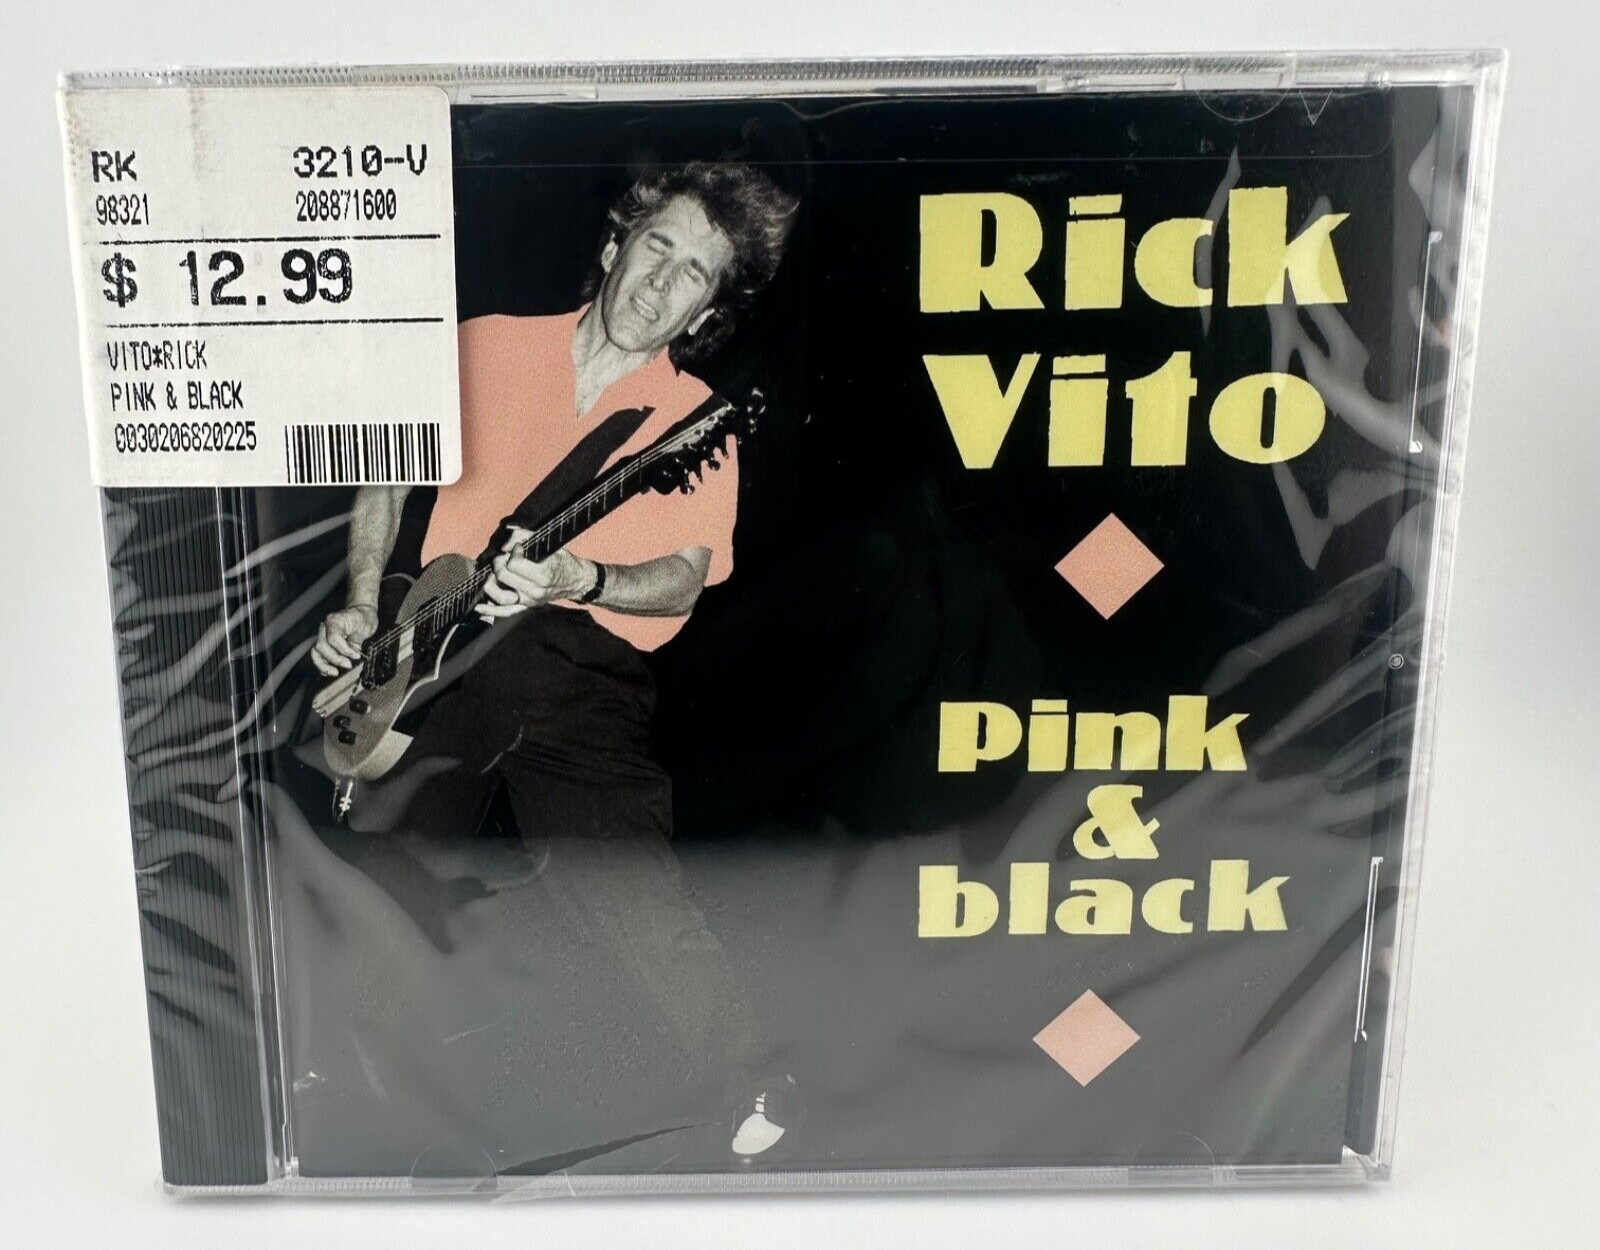 RK 3210-V
98321 208871600
$ 12.99
VITO*RICK
PINK & BLACK
0030206820225
Rick
Vito
pink
&
black